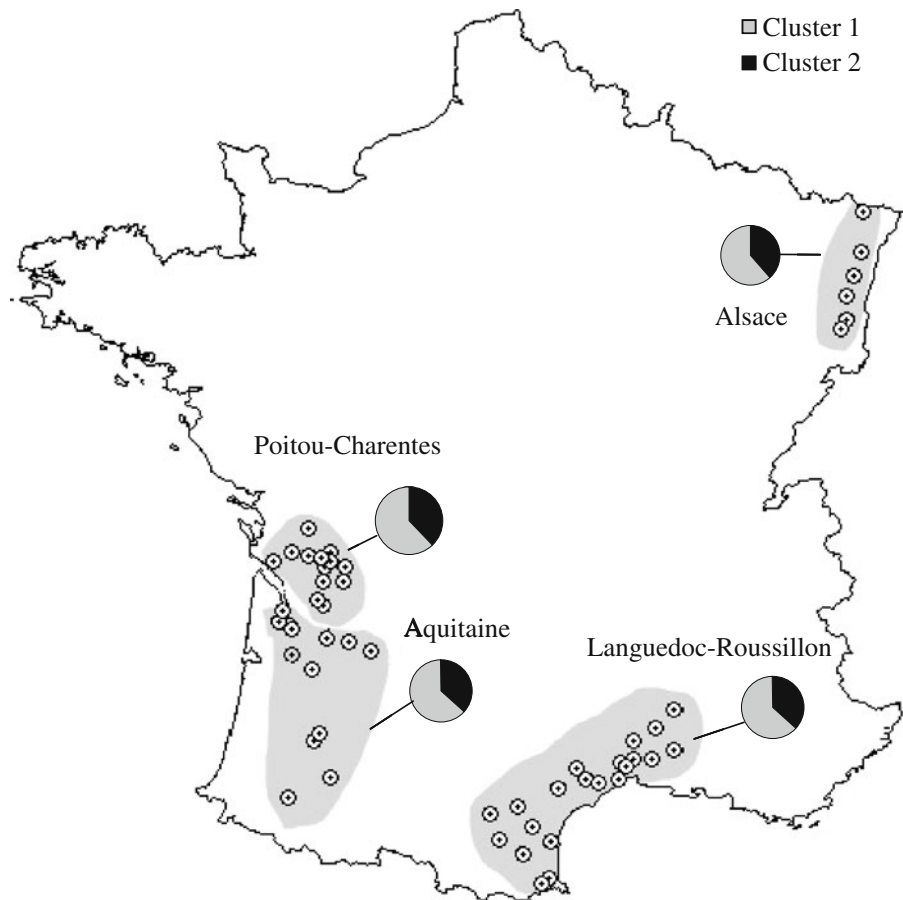 Cluster 1
Cluster 2
Alsace
Poitou-Charentes
Aquitaine
Languedoc-Roussillon